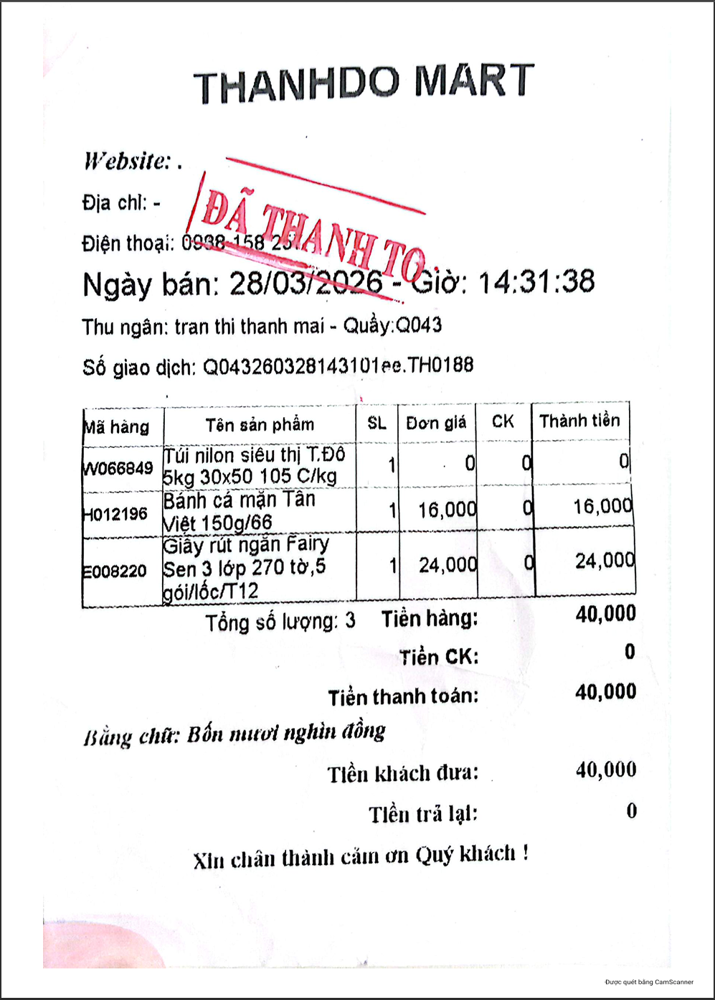 THANHDO MART
Website: .
Địa chỉ: -
ĐÃ THANH TO
Điện thoại: 158
Ngày bán: 28/03/2026 - Giờ: 14:31:38
Thu ngân: tran thi thanh mai - Quầy:Q043
Số giao dịch: Q043260328143101ee.TH0188
Mã hàng Tên sản phẩm SL Đơn giá CK Thành tiền
W066849 Túi nilon siêu thị T.Đô 1 0 0 0
5kg 30x50 105 C/kg
H012196 Bánh cá mặn Tân 1 16,000 0 16,000
Việt 150g/66
E008220 Giấy rút ngắn Fairy 1 24,000 0 24,000
Sen 3 lớp 270 tờ,5
gói/lốc/T12
Tổng số lượng: 3 Tiền hàng: 40,000
Tiền CK: 0
Tiền thanh toán: 40,000
Bằng chữ: Bốn mươi nghìn đồng
Tiền khách đưa: 40,000
Tiền trả lại: 0
Xin chân thành cảm ơn Quý khách !
Được quét bằng CamScanner